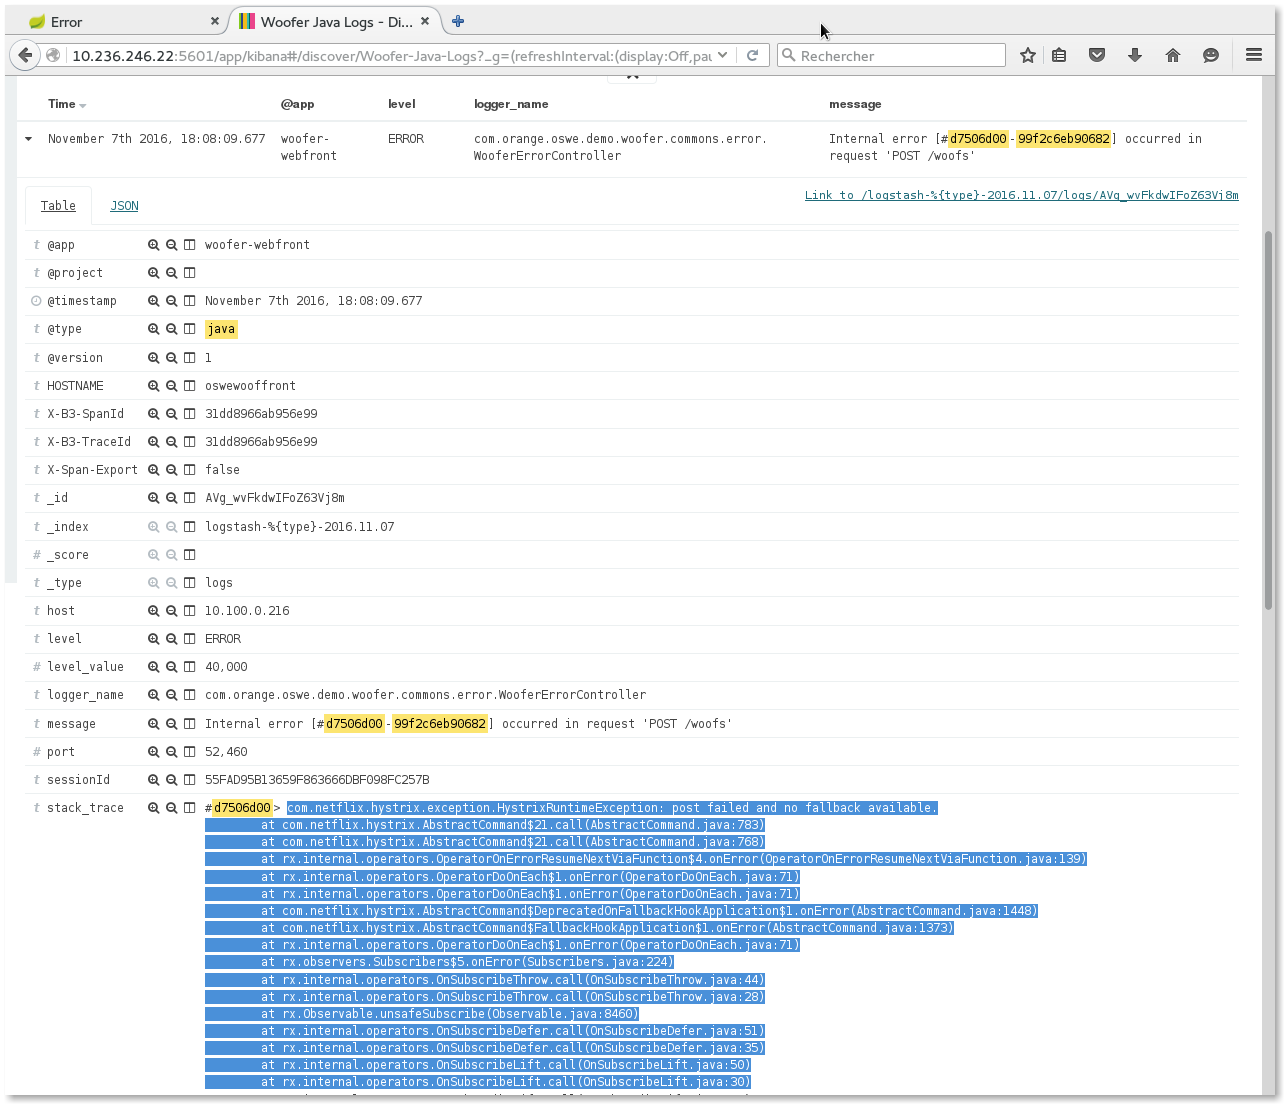 Error
Woofer Java Logs - Di...
10.236.246.22:5601/app/kibana#/discover/Woofer-Java-Logs?_g=(refreshInterval:(display:Off,pau
Rechercher
Time @app level logger_name message
November 7th 2016, 18:08:09.677 woofer- ERROR com.orange.oswe.demo.woofer.commons.error. Internal error [#d7506d00-99f2c6eb90682] occurred in
webfront WooferErrorController request 'POST /woofs'
Table JSON Link to /logstash-%{type}-2016.11.07/logs/AVg_wvFkdwIFoZ63Vj8m
t @app woofer-webfront
t @project
@timestamp November 7th 2016, 18:08:09.677
t @type java
t @version 1
t HOSTNAME oswewooffront
t X-B3-SpanId 31dd8966ab956e99
t X-B3-TraceId 31dd8966ab956e99
t X-Span-Export false
t _id AVg_wvFkdwIFoZ63Vj8m
t _index logstash-%{type}-2016.11.07
# _score
t _type logs
t host 10.100.0.216
t level ERROR
# level_value 40,000
t logger_name com.orange.oswe.demo.woofer.commons.error.WooferErrorController
t message Internal error [#d7506d00-99f2c6eb90682] occurred in request 'POST /woofs'
# port 52,460
t sessionId 55FAD95B13659F863666DBF098FC257B
t stack_trace #d7506d00> com.netflix.hystrix.exception.HystrixRuntimeException: post failed and no fallback available.
at com.netflix.hystrix.AbstractCommand$21.call(AbstractCommand.java:783)
at com.netflix.hystrix.AbstractCommand$21.call(AbstractCommand.java:768)
at rx.internal.operators.OperatorOnErrorResumeNextViaFunction$4.onError(OperatorOnErrorResumeNextViaFunction.java:139)
at rx.internal.operators.OperatorDoOnEach$1.onError(OperatorDoOnEach.java:71)
at rx.internal.operators.OperatorDoOnEach$1.onError(OperatorDoOnEach.java:71)
at com.netflix.hystrix.AbstractCommand$DeprecatedOnFallbackHookApplication$1.onError(AbstractCommand.java:1448)
at com.netflix.hystrix.AbstractCommand$FallbackHookApplication$1.onError(AbstractCommand.java:1373)
at rx.internal.operators.OperatorDoOnEach$1.onError(OperatorDoOnEach.java:71)
at rx.observers.Subscribers$5.onError(Subscribers.java:224)
at rx.internal.operators.OnSubscribeThrow.call(OnSubscribeThrow.java:44)
at rx.internal.operators.OnSubscribeThrow.call(OnSubscribeThrow.java:28)
at rx.Observable.unsafeSubscribe(Observable.java:8460)
at rx.internal.operators.OnSubscribeDefer.call(OnSubscribeDefer.java:51)
at rx.internal.operators.OnSubscribeDefer.call(OnSubscribeDefer.java:35)
at rx.internal.operators.OnSubscribeLift.call(OnSubscribeLift.java:50)
at rx.internal.operators.OnSubscribeLift.call(OnSubscribeLift.java:30)